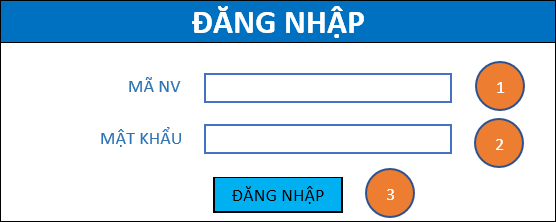 ĐĂNG NHẬP
MÃ NV 1
MẬT KHẨU 2
ĐĂNG NHẬP 3